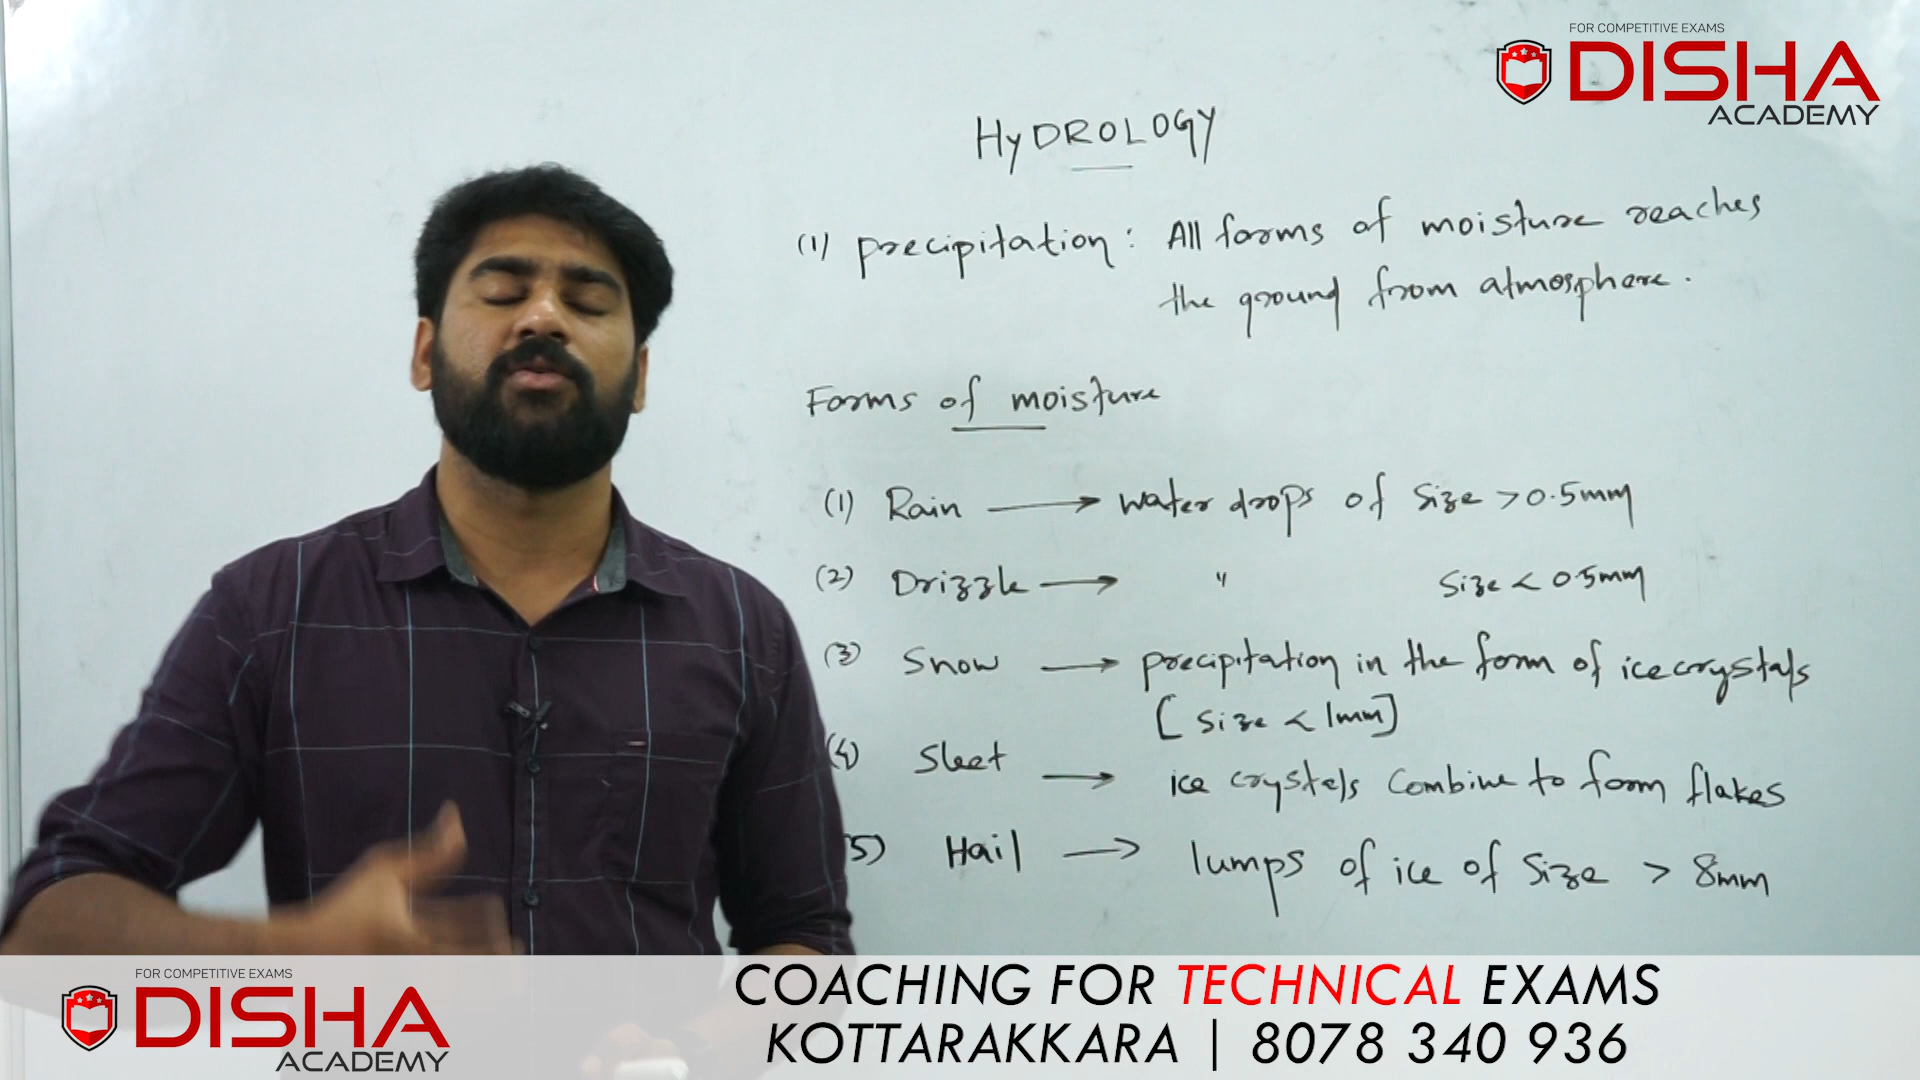 FOR COMPETITIVE EXAMS
DISHA
ACADEMY
HyDROLOGY
(1) precipitation: All forms of moisture reaches
the ground from atmosphere.
Forms of moisture
(1) Rain → water drops of size > 0.5mm
(2) Drizzle → " size < 0.5mm
(3) Snow → precipitation in the form of ice crystals
[size < 1mm]
(4) Sleet → ice crystels combine to form flakes
(5) Hail → lumps of ice of size > 8mm
FOR COMPETITIVE EXAMS
DISHA
ACADEMY
COACHING FOR TECHNICAL EXAMS
KOTTARAKKARA | 8078 340 936